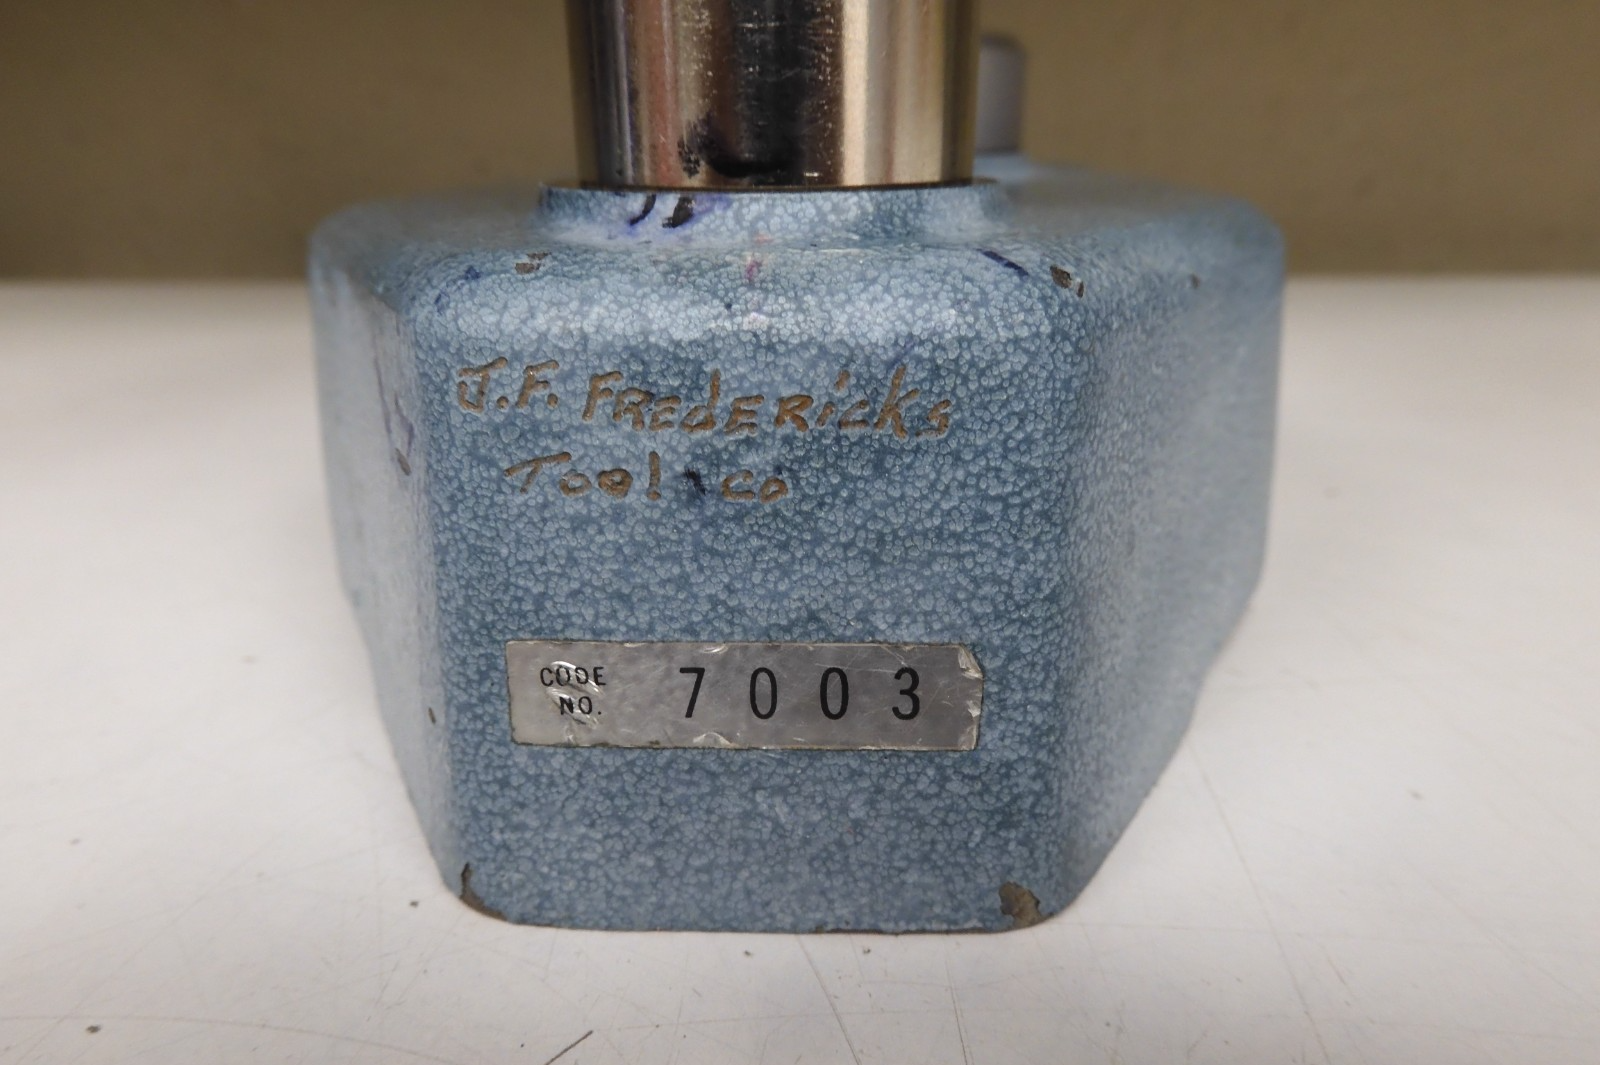 J.F. FREdERicks
Tool Co
CODE
NO. 7003